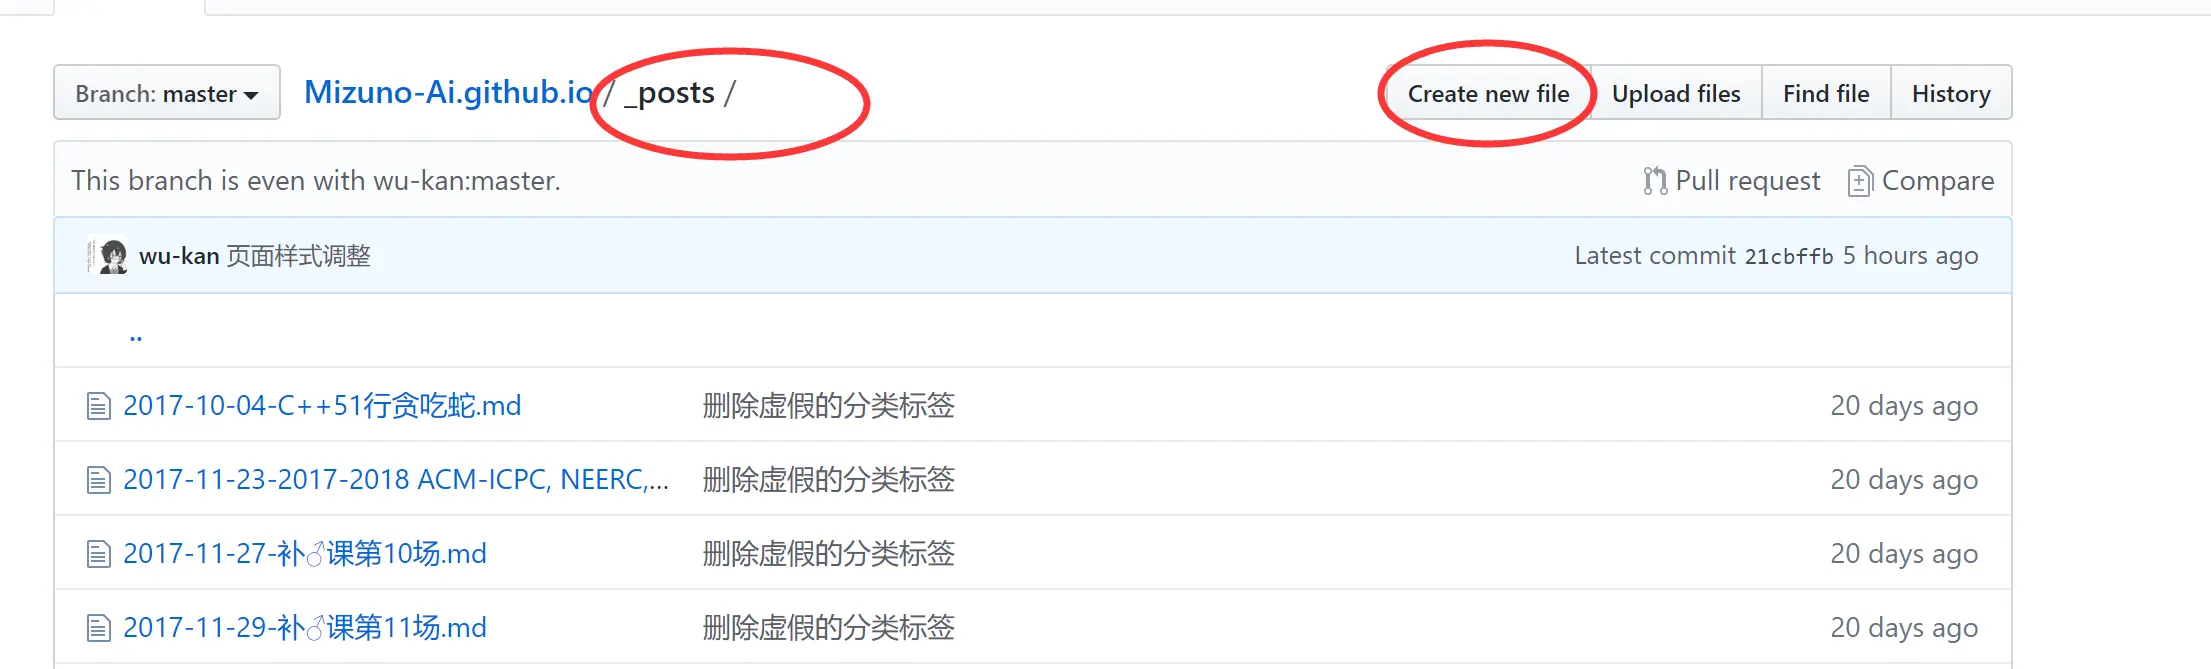 Branch: master
Mizuno-Ai.github.io / _posts /
Create new file
Upload files
Find file
History
This branch is even with wu-kan:master.
Pull request
Compare
wu-kan 页面样式调整
Latest commit 21cbffb 5 hours ago
..
2017-10-04-C++51行贪吃蛇.md 删除虚假的分类标签 20 days ago
2017-11-23-2017-2018 ACM-ICPC, NEERC,... 删除虚假的分类标签 20 days ago
2017-11-27-补♂课第10场.md 删除虚假的分类标签 20 days ago
2017-11-29-补♂课第11场.md 删除虚假的分类标签 20 days ago